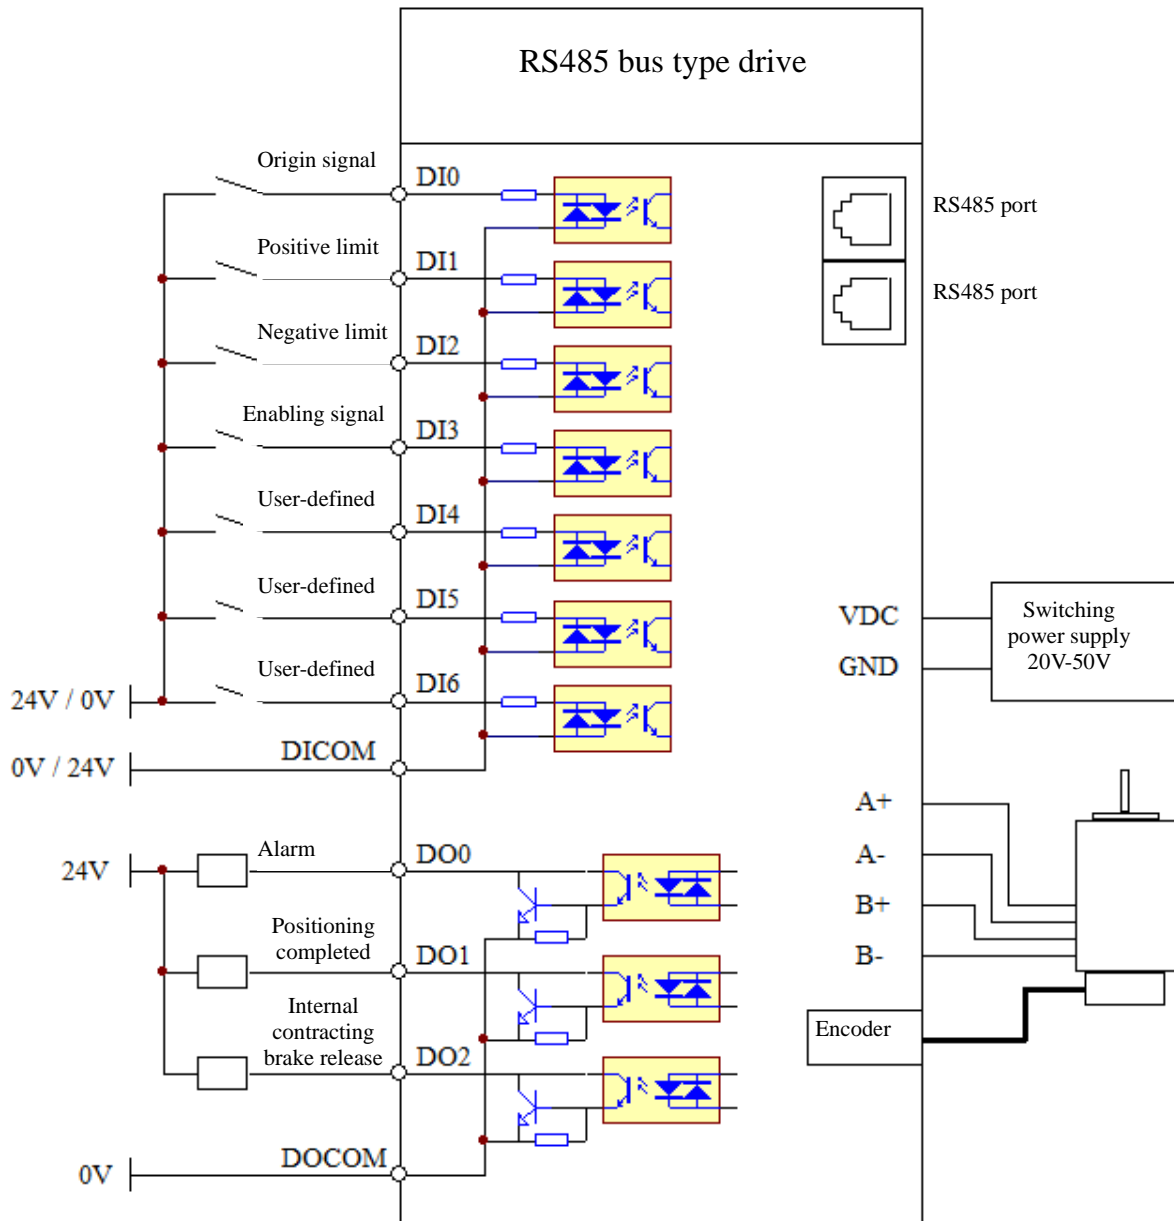 RS485 bus type drive
Origin signal
DI0
RS485 port
Positive limit
DI1
RS485 port
Negative limit
DI2
Enabling signal
DI3
User-defined
DI4
User-defined
DI5
User-defined
DI6
24V / 0V
DICOM
0V / 24V
VDC
GND
Switching
power supply
20V-50V
A+
A-
B+
B-
Encoder
24V
Alarm
DO0
Positioning
completed
DO1
Internal
contracting
brake release
DO2
DOCOM
0V